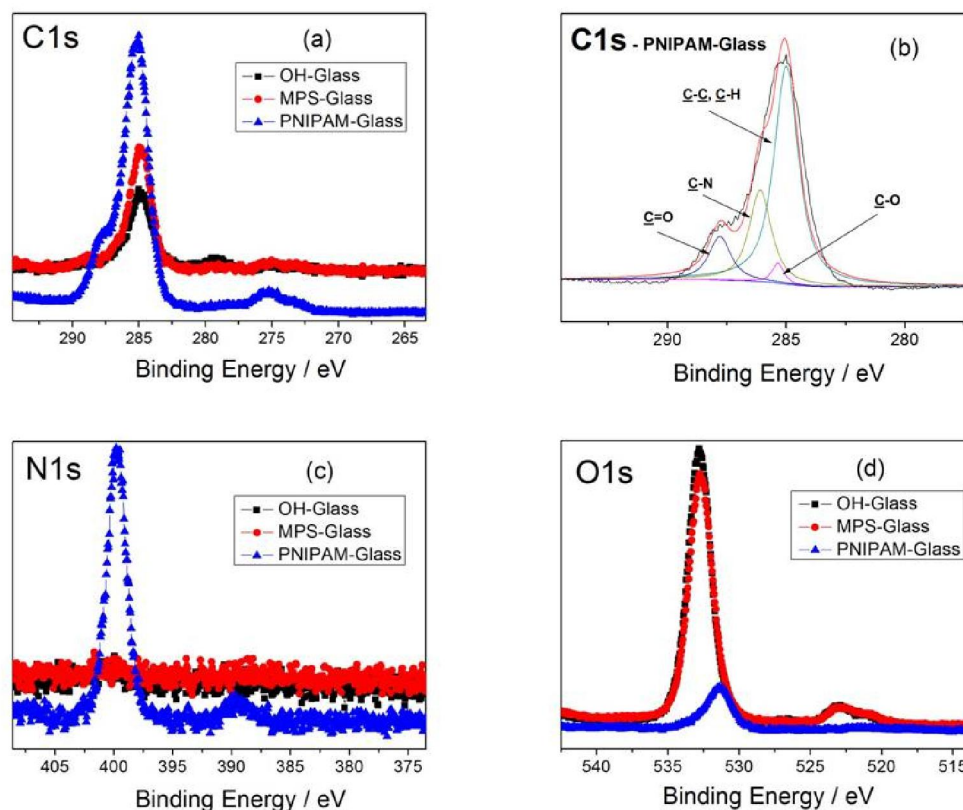 C1s
(a)
OH-Glass
MPS-Glass
PNIPAM-Glass
290 285 280 275 270 265
Binding Energy / eV
C1s - PNIPAM-Glass
(b)
C-C, C-H
C-N
C=O
C-O
290 285 280
Binding Energy / eV
N1s
(c)
OH-Glass
MPS-Glass
PNIPAM-Glass
405 400 395 390 385 380 375
Binding Energy / eV
O1s
(d)
OH-Glass
MPS-Glass
PNIPAM-Glass
540 535 530 525 520 515
Binding Energy / eV